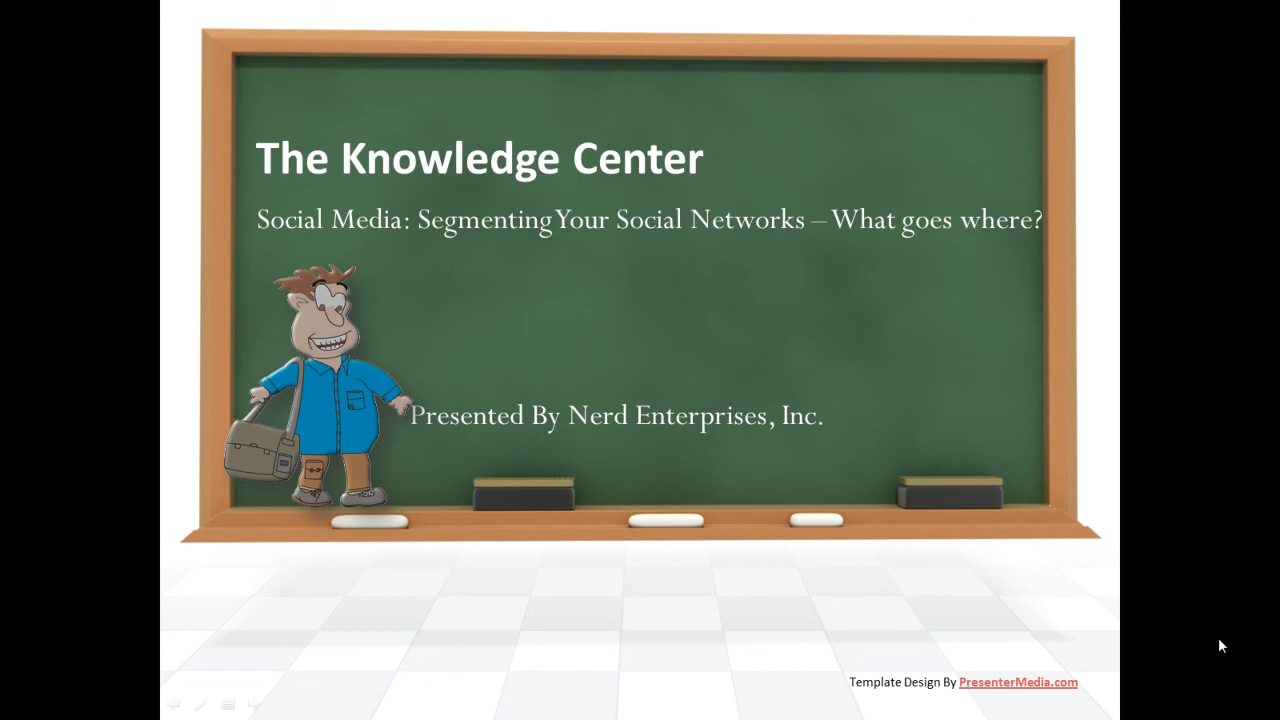 The Knowledge Center
Social Media: Segmenting Your Social Networks – What goes where?
Presented By Nerd Enterprises, Inc.
Template Design By PresenterMedia.com